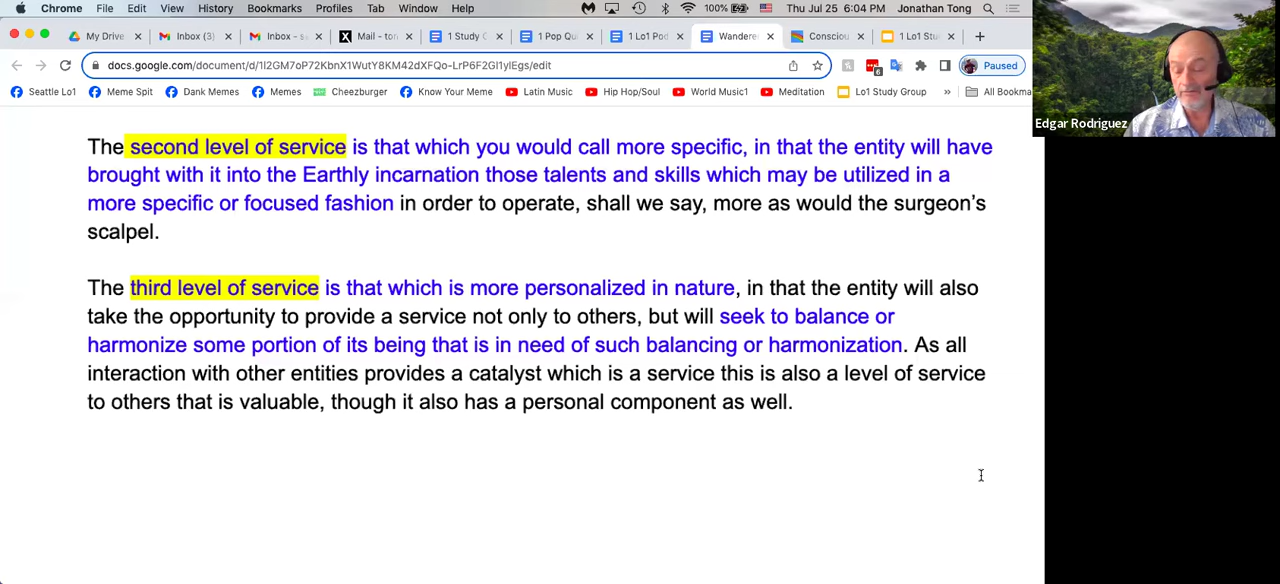 Chrome File Edit View History Bookmarks Profiles Tab Window Help 100% Thu Jul 25 6:04 PM Jonathan Tong
My Drive Inbox (3) Inbox - s Mail - tor 1 Study G 1 Pop Qu 1 Lo1 Pod Wandere Consciou 1 Lo1 Stu
docs.google.com/document/d/1I2GM7oP72KbnX1WutY8KM42dXFQo-LrP6F2Gl1ylEgs/edit 6 Paused
Seattle Lo1 Meme Spit Dank Memes Memes Cheezburger Know Your Meme Latin Music Hip Hop/Soul World Music1 Meditation Lo1 Study Group » All Bookma
Edgar Rodriguez
The second level of service is that which you would call more specific, in that the entity will have
brought with it into the Earthly incarnation those talents and skills which may be utilized in a
more specific or focused fashion in order to operate, shall we say, more as would the surgeon's
scalpel.
The third level of service is that which is more personalized in nature, in that the entity will also
take the opportunity to provide a service not only to others, but will seek to balance or
harmonize some portion of its being that is in need of such balancing or harmonization. As all
interaction with other entities provides a catalyst which is a service this is also a level of service
to others that is valuable, though it also has a personal component as well.